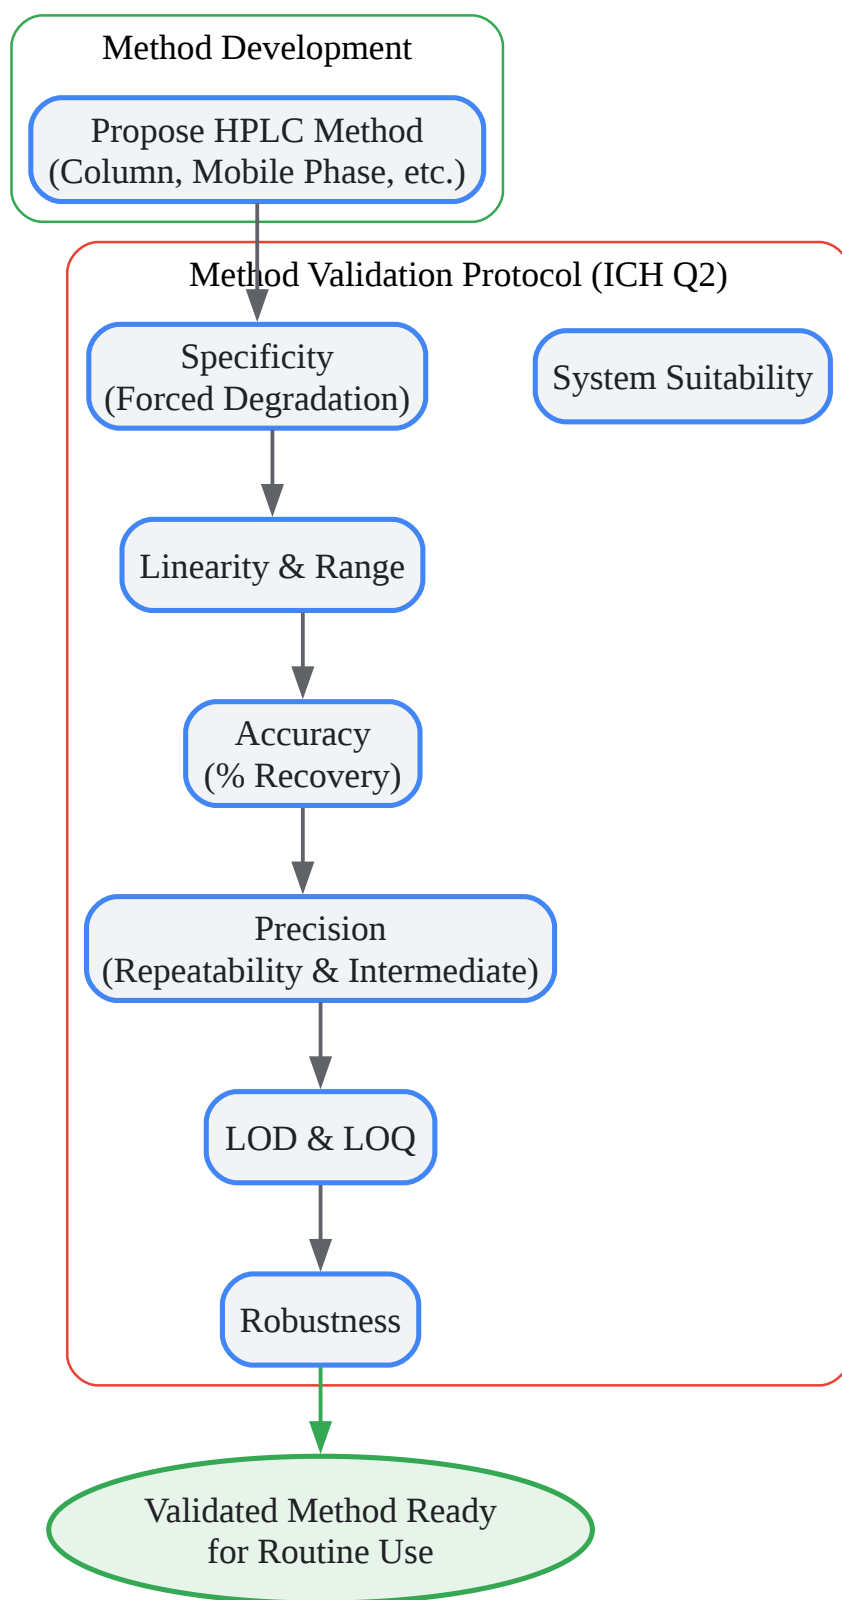 Method Development
Propose HPLC Method
(Column, Mobile Phase, etc.)
Method Validation Protocol (ICH Q2)
Specificity
(Forced Degradation)
System Suitability
Linearity & Range
Accuracy
(% Recovery)
Precision
(Repeatability & Intermediate)
LOD & LOQ
Robustness
Validated Method Ready
for Routine Use